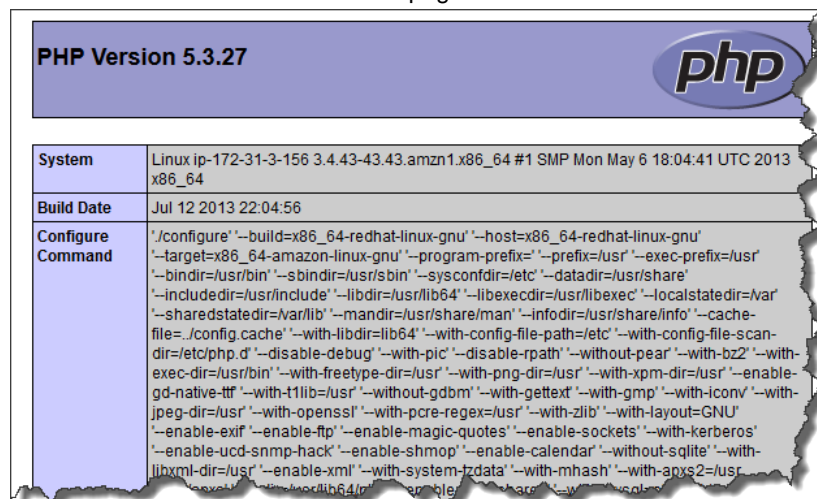 PHP Version 5.3.27
php
System
Linux ip-172-31-3-156 3.4.43-43.43.amzn1.x86_64 #1 SMP Mon May 6 18:04:41 UTC 2013
x86_64
Build Date
Jul 12 2013 22:04:56
Configure
Command
'./configure' '--build=x86_64-redhat-linux-gnu' '--host=x86_64-redhat-linux-gnu'
'--target=x86_64-amazon-linux-gnu' '--program-prefix=' '--prefix=/usr' '--exec-prefix=/usr'
'--bindir=/usr/bin' '--sbindir=/usr/sbin' '--sysconfdir=/etc' '--datadir=/usr/share'
'--includedir=/usr/include' '--libdir=/usr/lib64' '--libexecdir=/usr/libexec' '--localstatedir=/var'
'--sharedstatedir=/var/lib' '--mandir=/usr/share/man' '--infodir=/usr/share/info' '--cache-
file=../config.cache' '--with-libdir=lib64' '--with-config-file-path=/etc' '--with-config-file-scan-
dir=/etc/php.d' '--disable-debug' '--with-pic' '--disable-rpath' '--without-pear' '--with-bz2' '--with-
exec-dir=/usr/bin' '--with-freetype-dir=/usr' '--with-png-dir=/usr' '--with-xpm-dir=/usr' '--enable-
gd-native-ttf' '--with-t1lib=/usr' '--without-gdbm' '--with-gettext' '--with-gmp' '--with-iconv' '--with-
jpeg-dir=/usr' '--with-openssl' '--with-pcre-regex=/usr' '--with-zlib' '--with-layout=GNU'
'--enable-exif' '--enable-ftp' '--enable-magic-quotes' '--enable-sockets' '--with-kerberos'
'--enable-ucd-snmp-hack' '--enable-shmop' '--enable-calendar' '--without-sqlite' '--with-
libxml-dir=/usr' '--enable-xml' '--with-system-tzdata' '--with-mhash' '--with-apxs2=/usr